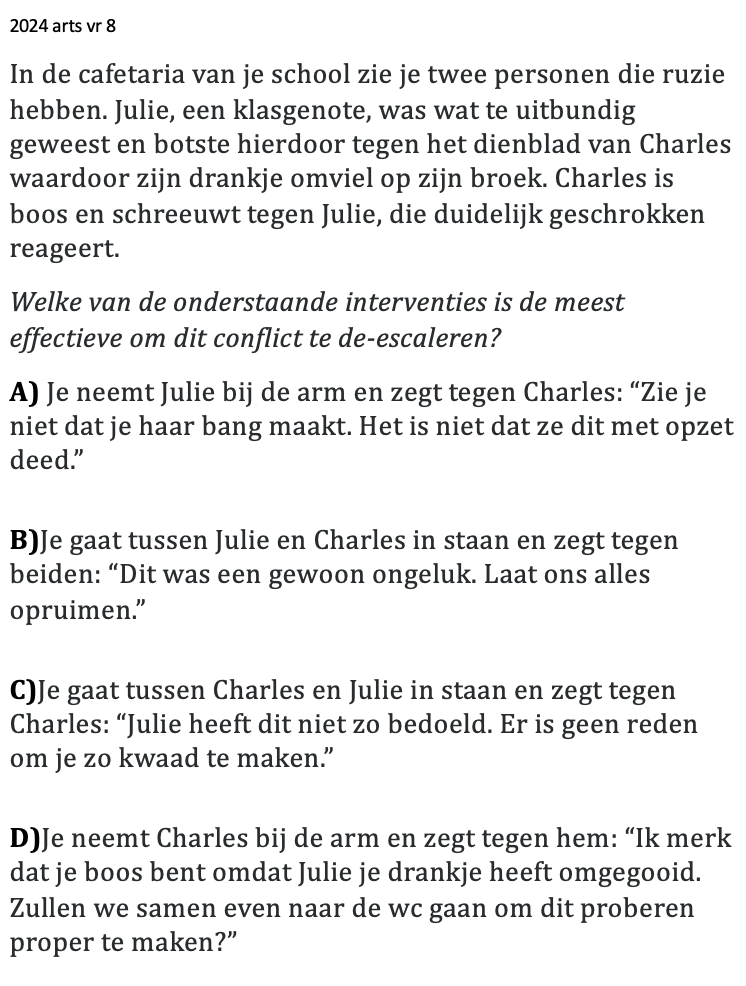 2024 arts vr 8
In de cafetaria van je school zie je twee personen die ruzie
hebben. Julie, een klasgenote, was wat te uitbundig
geweest en botste hierdoor tegen het dienblad van Charles
waardoor zijn drankje omviel op zijn broek. Charles is
boos en schreeuwt tegen Julie, die duidelijk geschrokken
reageert.
Welke van de onderstaande interventies is de meest
effectieve om dit conflict te de-escaleren?
A) Je neemt Julie bij de arm en zegt tegen Charles: “Zie je
niet dat je haar bang maakt. Het is niet dat ze dit met opzet
deed.”
B)Je gaat tussen Julie en Charles in staan en zegt tegen
beiden: “Dit was een gewoon ongeluk. Laat ons alles
opruimen.”
C)Je gaat tussen Charles en Julie in staan en zegt tegen
Charles: “Julie heeft dit niet zo bedoeld. Er is geen reden
om je zo kwaad te maken.”
D)Je neemt Charles bij de arm en zegt tegen hem: “Ik merk
dat je boos bent omdat Julie je drankje heeft omgegooid.
Zullen we samen even naar de wc gaan om dit proberen
proper te maken?”